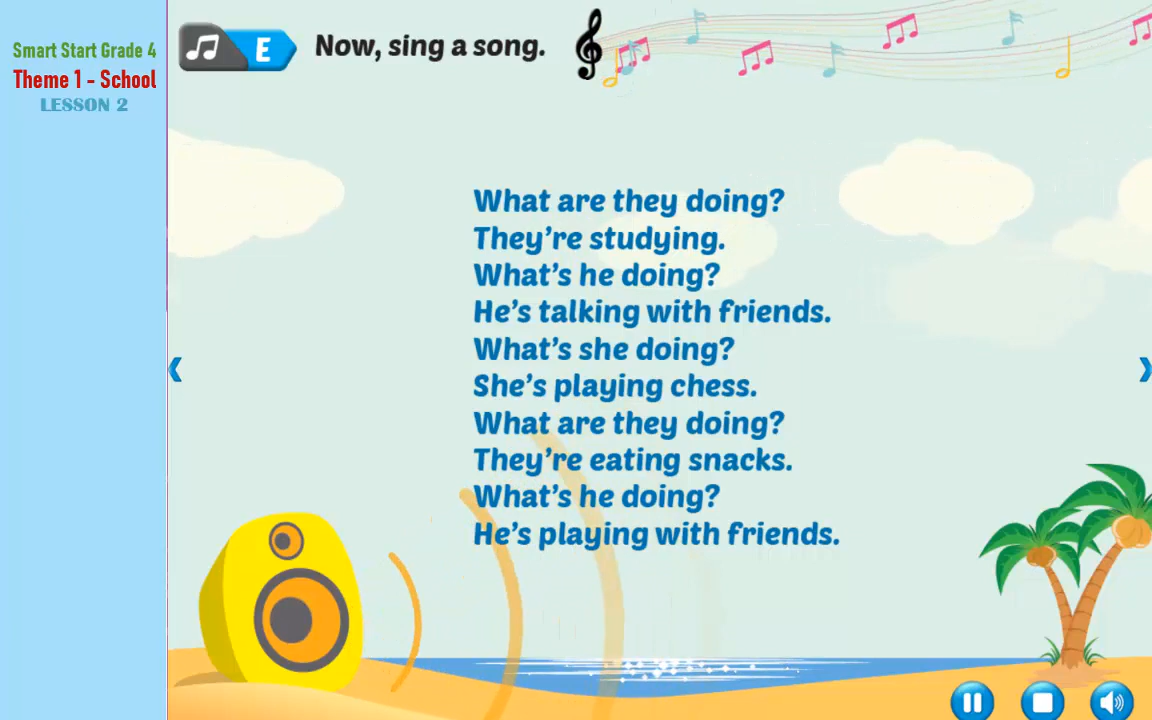 Smart Start Grade 4
Theme 1 - School
LESSON 2
E
Now, sing a song.
What are they doing?
They're studying.
What's he doing?
He's talking with friends.
What's she doing?
She's playing chess.
What are they doing?
They're eating snacks.
What's he doing?
He's playing with friends.